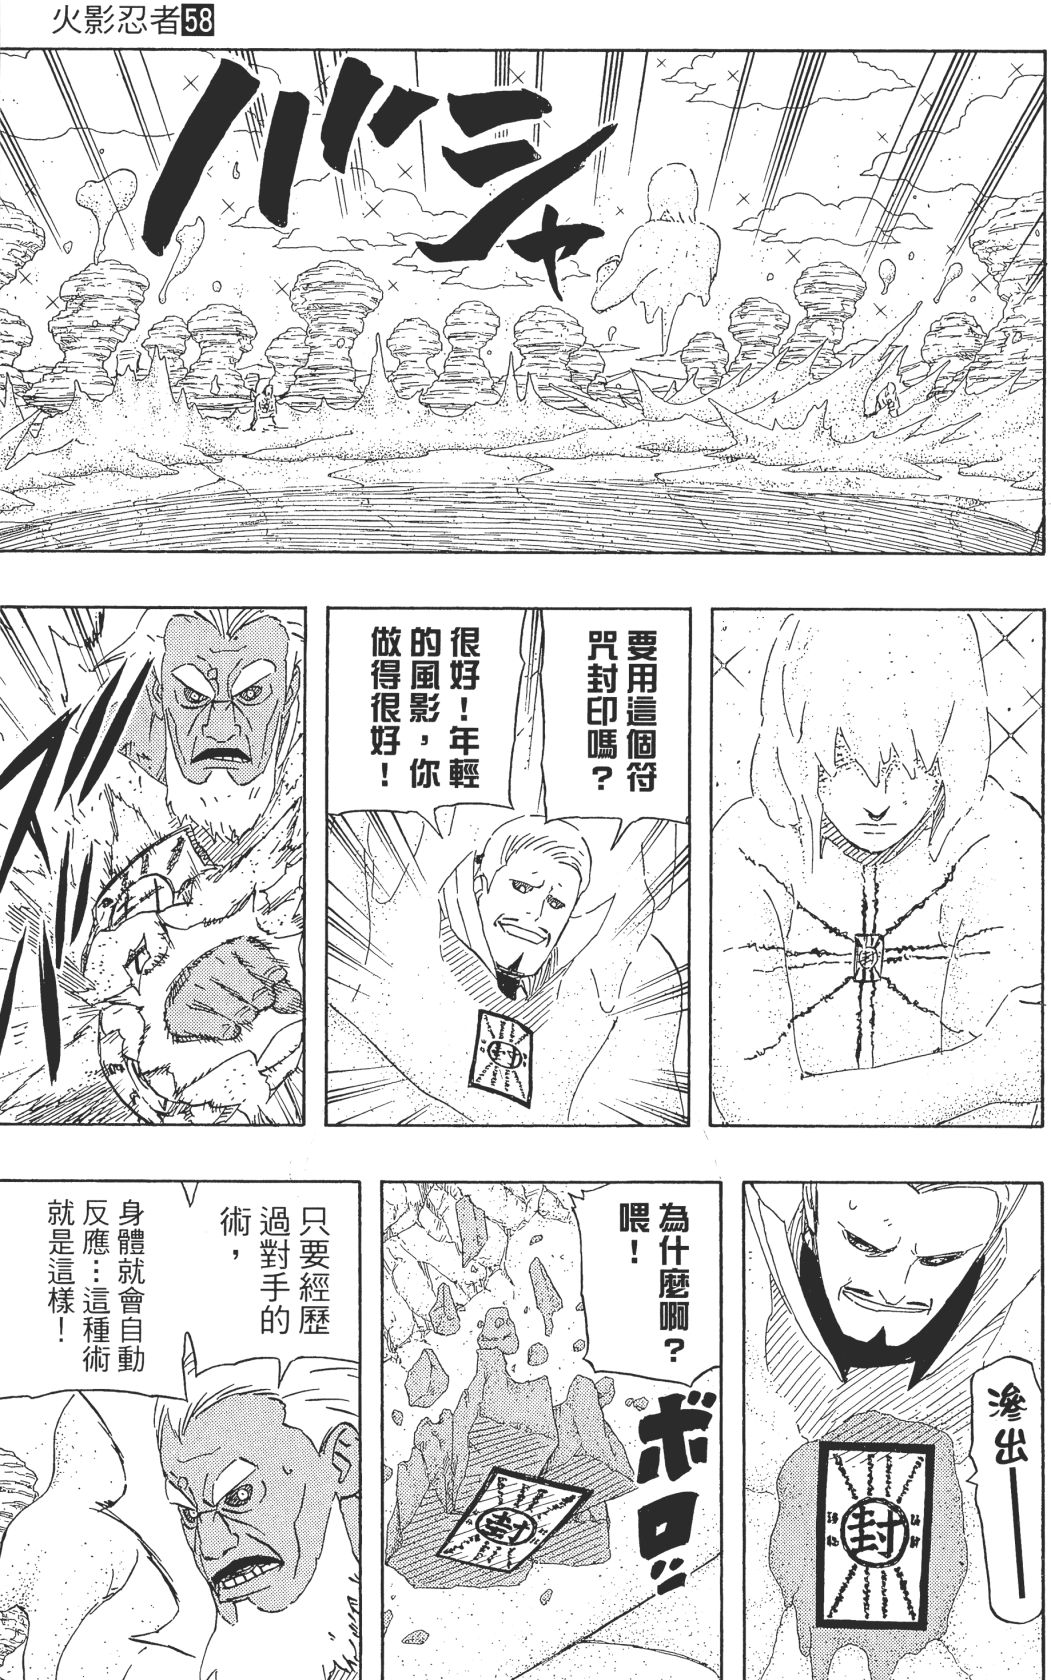 火影忍者58
バシャ
要用這個符
咒封印嗎？
很好！年輕
的風影，你
做得很好！
封
封
滲出——
封
為什麼啊？
喂！
ボロ
封
只要經歷
過對手的
術，
身體就會自動
反應…這種術
就是這樣！